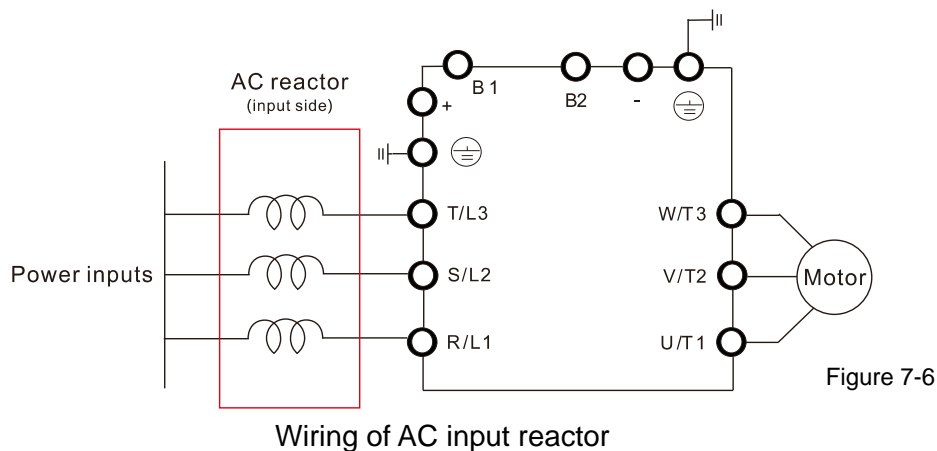 AC reactor
(input side)
B1
B2
-
+
T/L3
W/T3
Power inputs
S/L2
V/T2
Motor
R/L1
U/T1
Figure 7-6
Wiring of AC input reactor